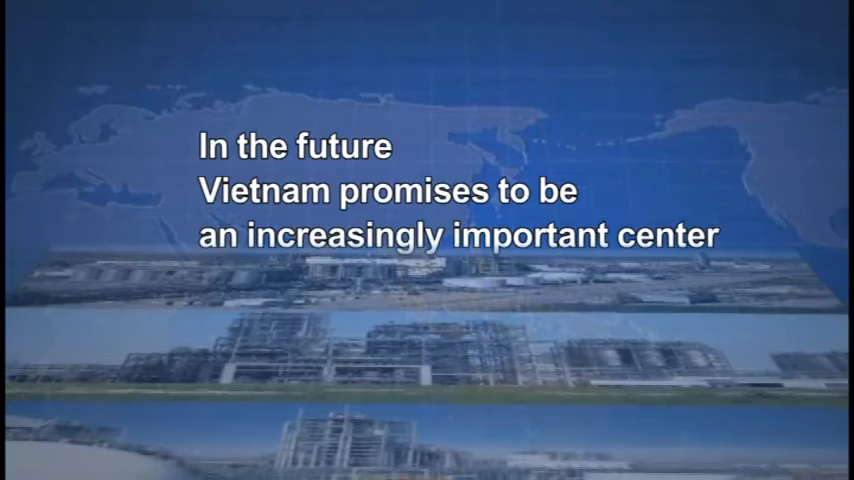 In the future
Vietnam promises to be
an increasingly important center